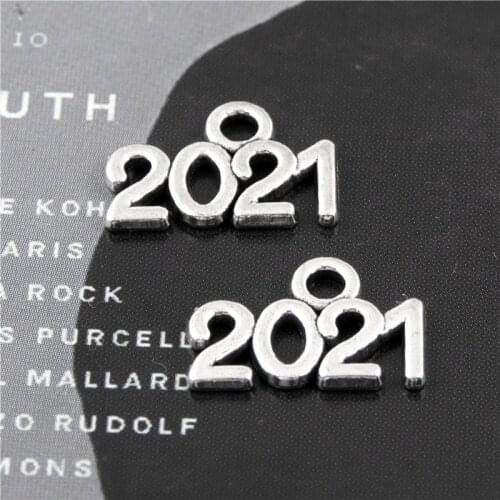 IO
UTH
2021
E KOH
ARIS
A ROCK
2021
S PURCELL
L MALLARD
ZO RUDOLF
MONS